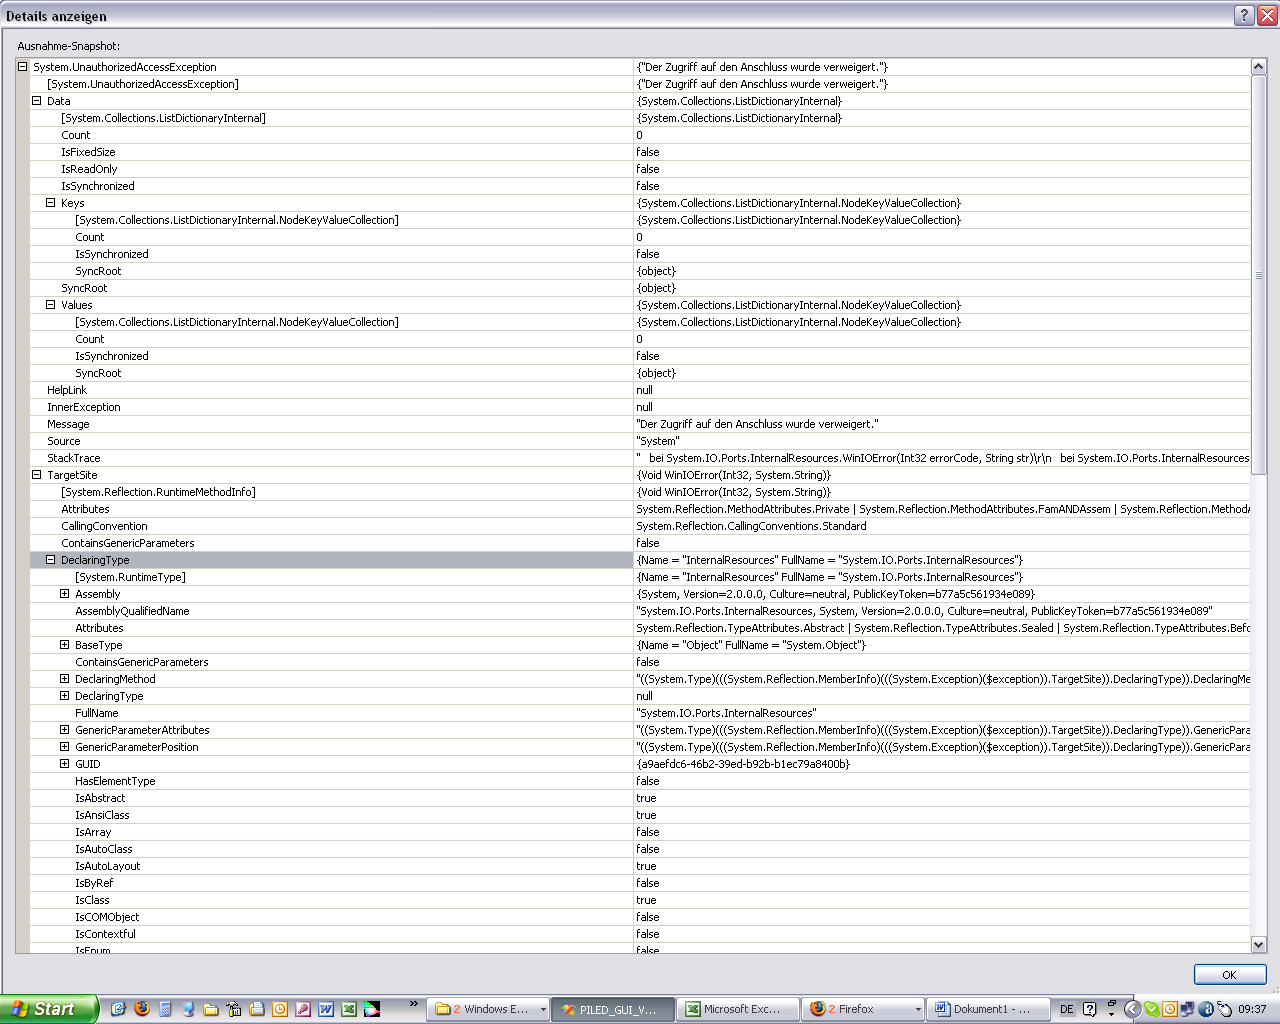 Details anzeigen
Ausnahme-Snapshot:
System.UnauthorizedAccessException {"Der Zugriff auf den Anschluss wurde verweigert."}
[System.UnauthorizedAccessException] {"Der Zugriff auf den Anschluss wurde verweigert."}
Data {System.Collections.ListDictionaryInternal}
[System.Collections.ListDictionaryInternal] {System.Collections.ListDictionaryInternal}
Count 0
IsFixedSize false
IsReadOnly false
IsSynchronized false
Keys {System.Collections.ListDictionaryInternal.NodeKeyValueCollection}
[System.Collections.ListDictionaryInternal.NodeKeyValueCollection] {System.Collections.ListDictionaryInternal.NodeKeyValueCollection}
Count 0
IsSynchronized false
SyncRoot {object}
SyncRoot {object}
Values {System.Collections.ListDictionaryInternal.NodeKeyValueCollection}
[System.Collections.ListDictionaryInternal.NodeKeyValueCollection] {System.Collections.ListDictionaryInternal.NodeKeyValueCollection}
Count 0
IsSynchronized false
SyncRoot {object}
HelpLink null
InnerException null
Message "Der Zugriff auf den Anschluss wurde verweigert."
Source "System"
StackTrace "   bei System.IO.Ports.InternalResources.WinIOError(Int32 errorCode, String str)\r\n   bei System.IO.Ports.InternalResources
TargetSite {Void WinIOError(Int32, System.String)}
[System.Reflection.RuntimeMethodInfo] {Void WinIOError(Int32, System.String)}
Attributes System.Reflection.MethodAttributes.Private | System.Reflection.MethodAttributes.FamANDAssem | System.Reflection.MethodA
CallingConvention System.Reflection.CallingConventions.Standard
ContainsGenericParameters false
DeclaringType {Name = "InternalResources" FullName = "System.IO.Ports.InternalResources"}
[System.RuntimeType] {Name = "InternalResources" FullName = "System.IO.Ports.InternalResources"}
Assembly {System, Version=2.0.0.0, Culture=neutral, PublicKeyToken=b77a5c561934e089}
AssemblyQualifiedName "System.IO.Ports.InternalResources, System, Version=2.0.0.0, Culture=neutral, PublicKeyToken=b77a5c561934e089"
Attributes System.Reflection.TypeAttributes.Abstract | System.Reflection.TypeAttributes.Sealed | System.Reflection.TypeAttributes.Befo
BaseType {Name = "Object" FullName = "System.Object"}
ContainsGenericParameters false
DeclaringMethod "((System.Type)(((System.Reflection.MemberInfo)(((System.Exception)($exception)).TargetSite)).DeclaringType)).DeclaringMe
DeclaringType null
FullName "System.IO.Ports.InternalResources"
GenericParameterAttributes "((System.Type)(((System.Reflection.MemberInfo)(((System.Exception)($exception)).TargetSite)).DeclaringType)).GenericPara
GenericParameterPosition "((System.Type)(((System.Reflection.MemberInfo)(((System.Exception)($exception)).TargetSite)).DeclaringType)).GenericPara
GUID {a9aefdc6-46b2-39ed-b92b-b1ec79a8400b}
HasElementType false
IsAbstract true
IsAnsiClass true
IsArray false
IsAutoClass false
IsAutoLayout true
IsByRef false
IsClass true
IsCOMObject false
IsContextful false
IsEnum false
OK
Start 2 Windows E... PILED_GUI_V... Microsoft Exc... 2 Firefox Dokument1 - ... DE 09:37